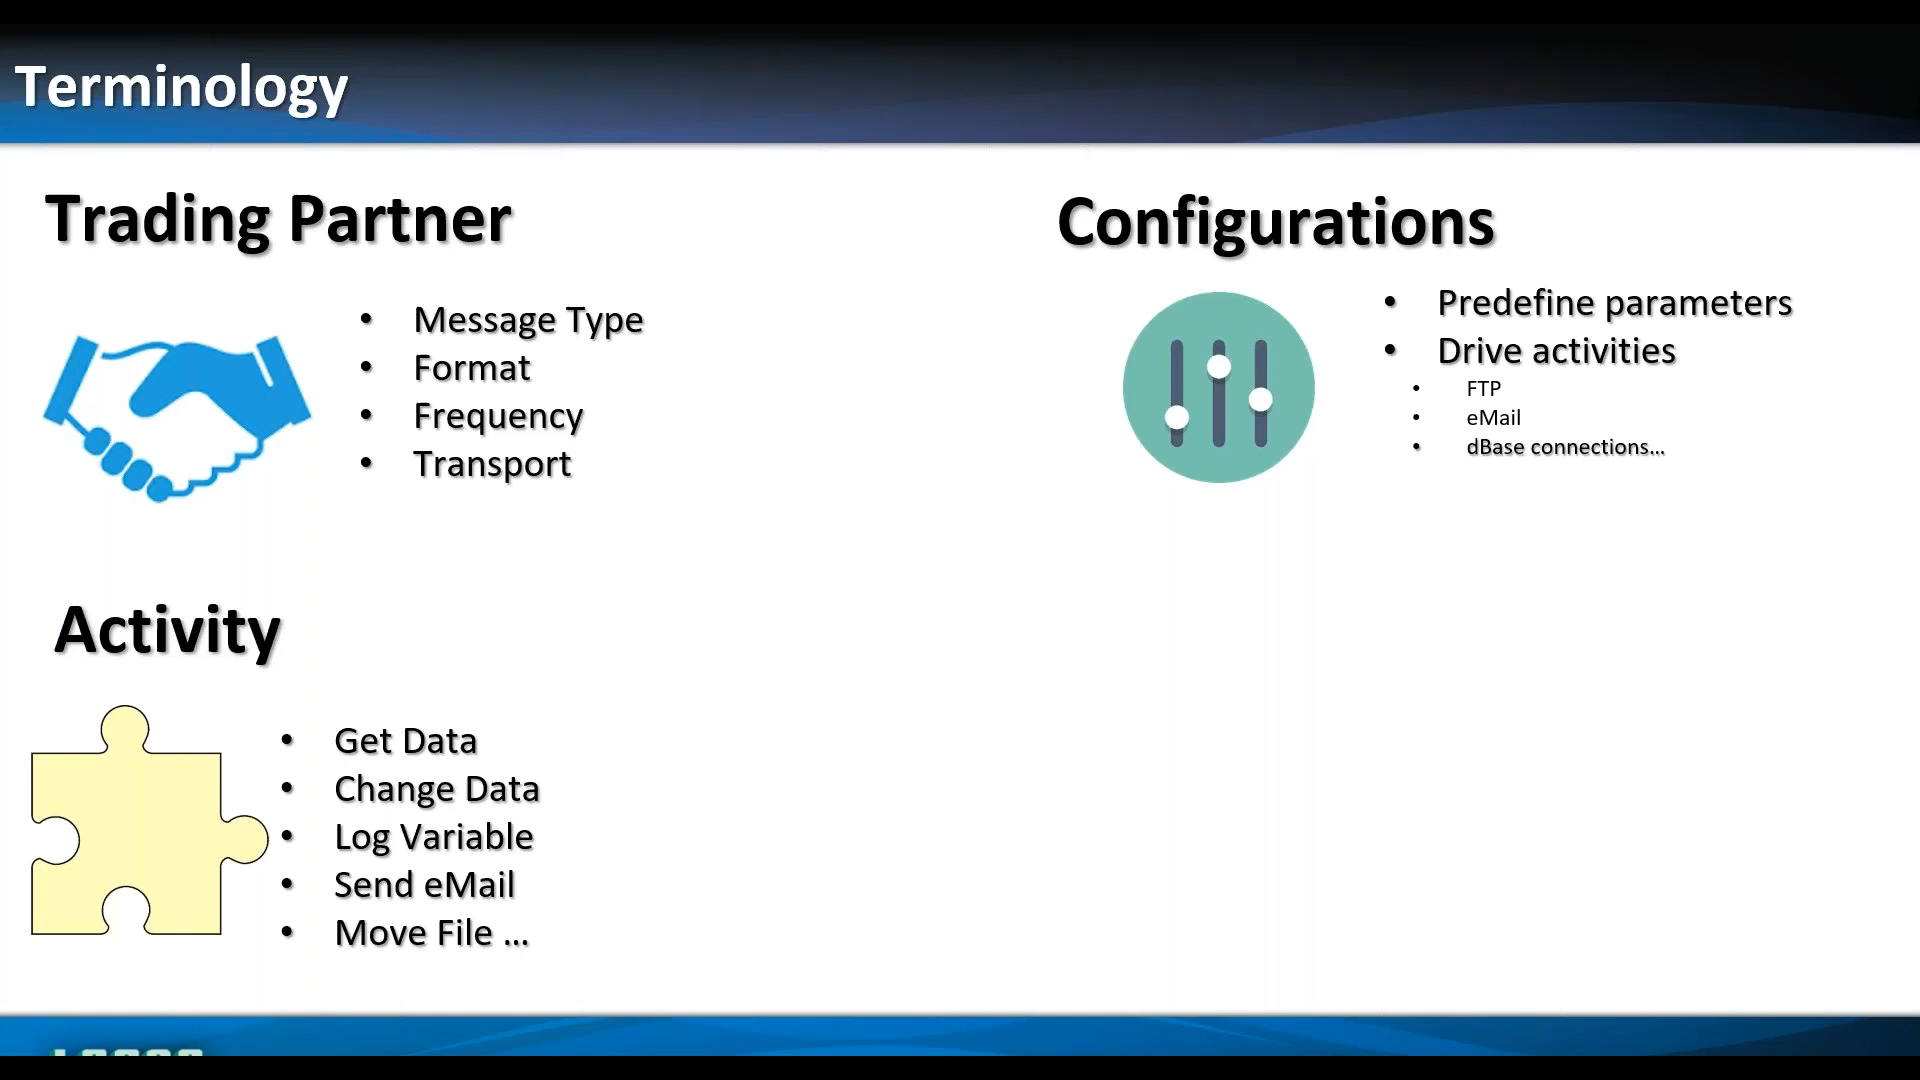 Terminology
Trading Partner
• Message Type
• Format
• Frequency
• Transport
Configurations
• Predefine parameters
• Drive activities
• FTP
• eMail
• dBase connections...
Activity
• Get Data
• Change Data
• Log Variable
• Send eMail
• Move File ...